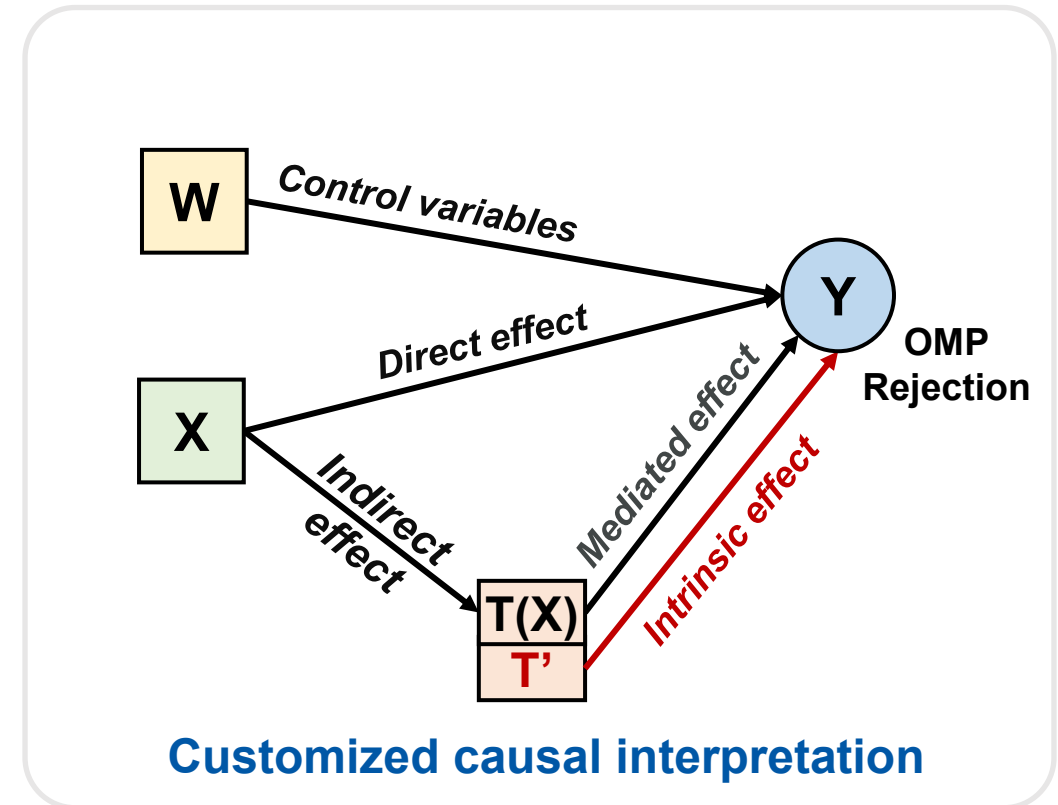 W
Control variables
Y
OMP
Rejection
Direct effect
X
Indirect
effect
Mediated effect
Intrinsic effect
T(X)
T’
Customized causal interpretation